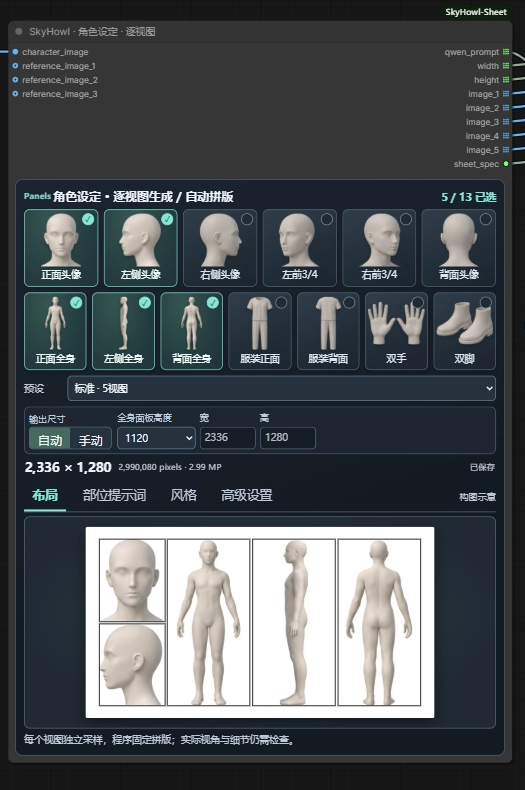 SkyHowl-Sheet
SkyHowl · 角色设定 · 逐视图
character_image
reference_image_1
reference_image_2
reference_image_3
qwen_prompt
width
height
image_1
image_2
image_3
image_4
image_5
sheet_spec
Panels 角色设定 • 逐视图生成 / 自动拼版 5 / 13 已选
正面头像 左侧头像 右侧头像 左前3/4 右前3/4 背面头像
正面全身 左侧全身 背面全身 服装正面 服装背面 双手 双脚
预设 标准 · 5视图
输出尺寸 全身面板高度 宽 高
自动 手动 1120 2336 1280
2,336 × 1,280 2,990,080 pixels · 2.99 MP 已保存
布局 部位提示词 风格 高级设置 构图示意
每个视图独立采样，程序固定拼版；实际视角与细节仍需检查。